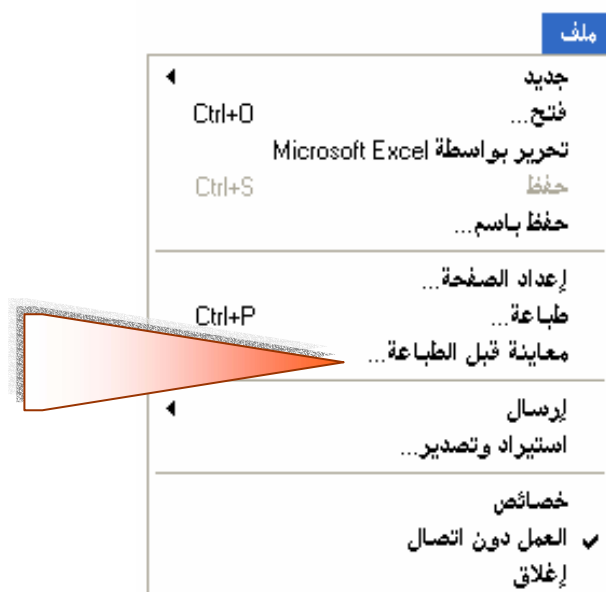 ملف
جديد
فتح... Ctrl+O
تحرير بواسطة Microsoft Excel
حفظ Ctrl+S
حفظ باسم...
إعداد الصفحة...
طباعة... Ctrl+P
معاينة قبل الطباعة...
إرسال
استيراد وتصدير...
خصائص
العمل دون اتصال
إغلاق